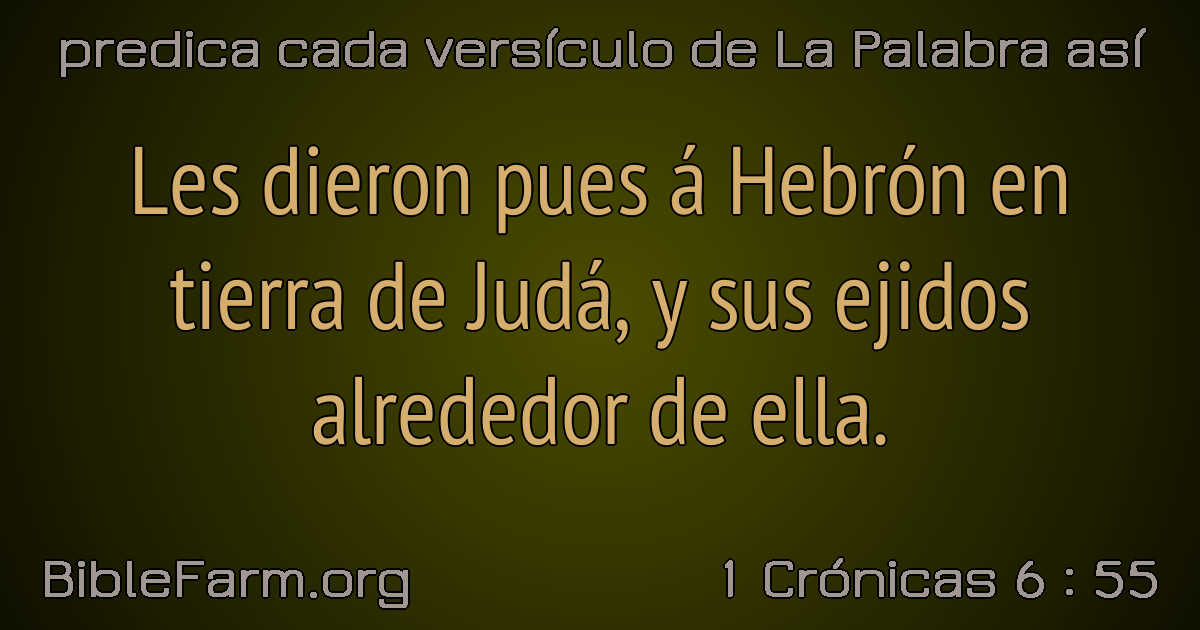 predica cada versículo de La Palabra así
Les dieron pues á Hebrón en
tierra de Judá, y sus ejidos
alrededor de ella.
BibleFarm.org
1 Crónicas 6 : 55